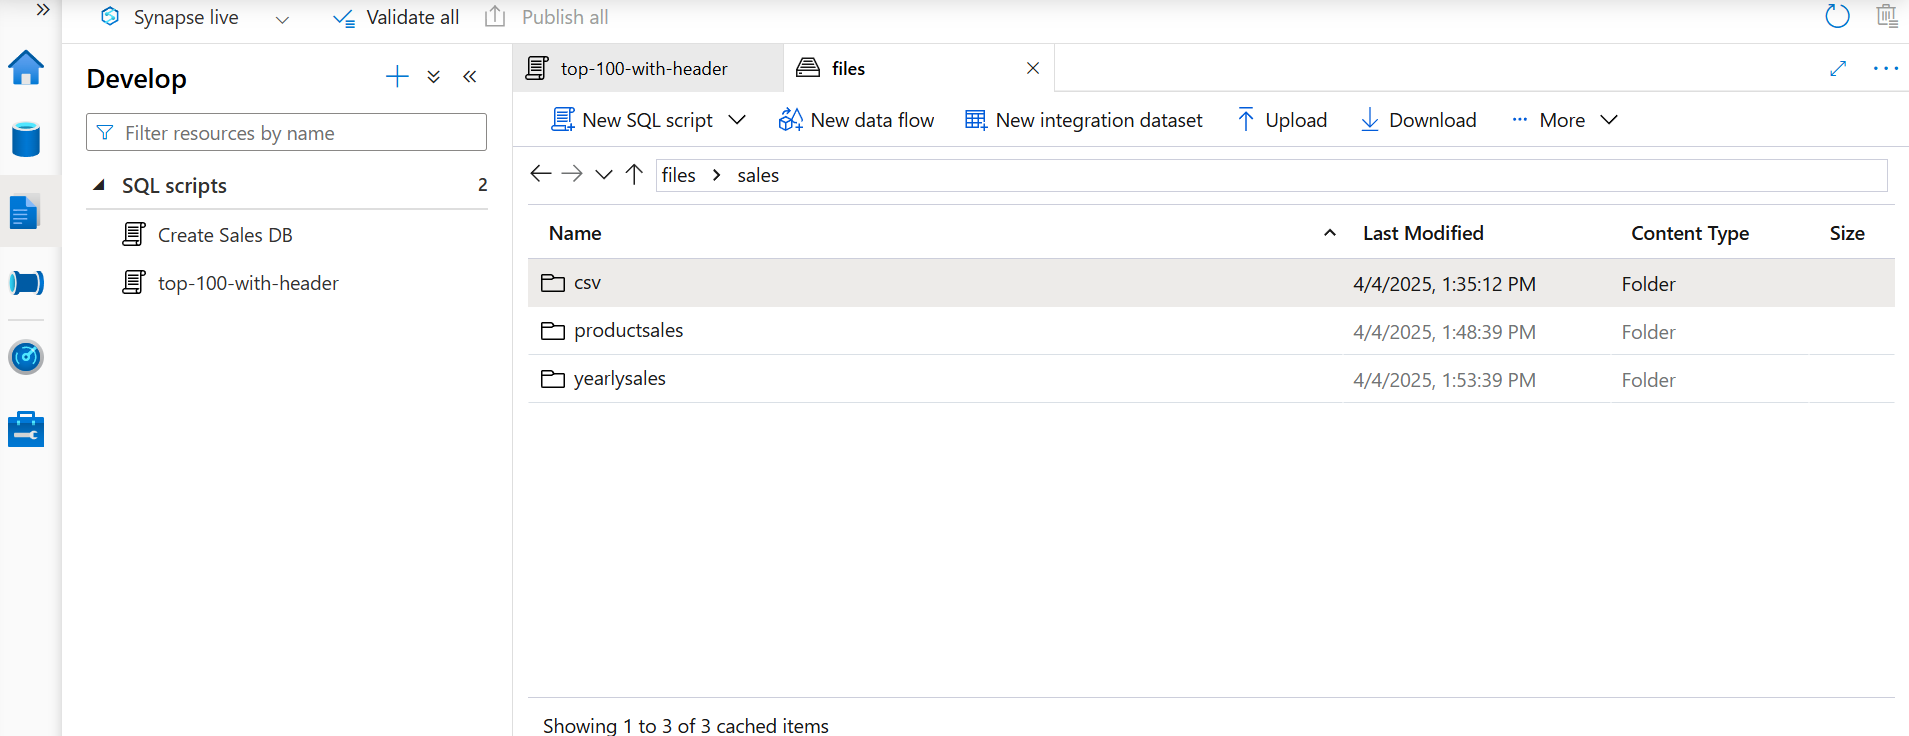 Synapse live
Validate all
Publish all
Develop
Filter resources by name
SQL scripts 2
Create Sales DB
top-100-with-header
top-100-with-header
files
New SQL script
New data flow
New integration dataset
Upload
Download
More
files
sales
Name Last Modified Content Type Size
csv 4/4/2025, 1:35:12 PM Folder
productsales 4/4/2025, 1:48:39 PM Folder
yearlysales 4/4/2025, 1:53:39 PM Folder
Showing 1 to 3 of 3 cached items